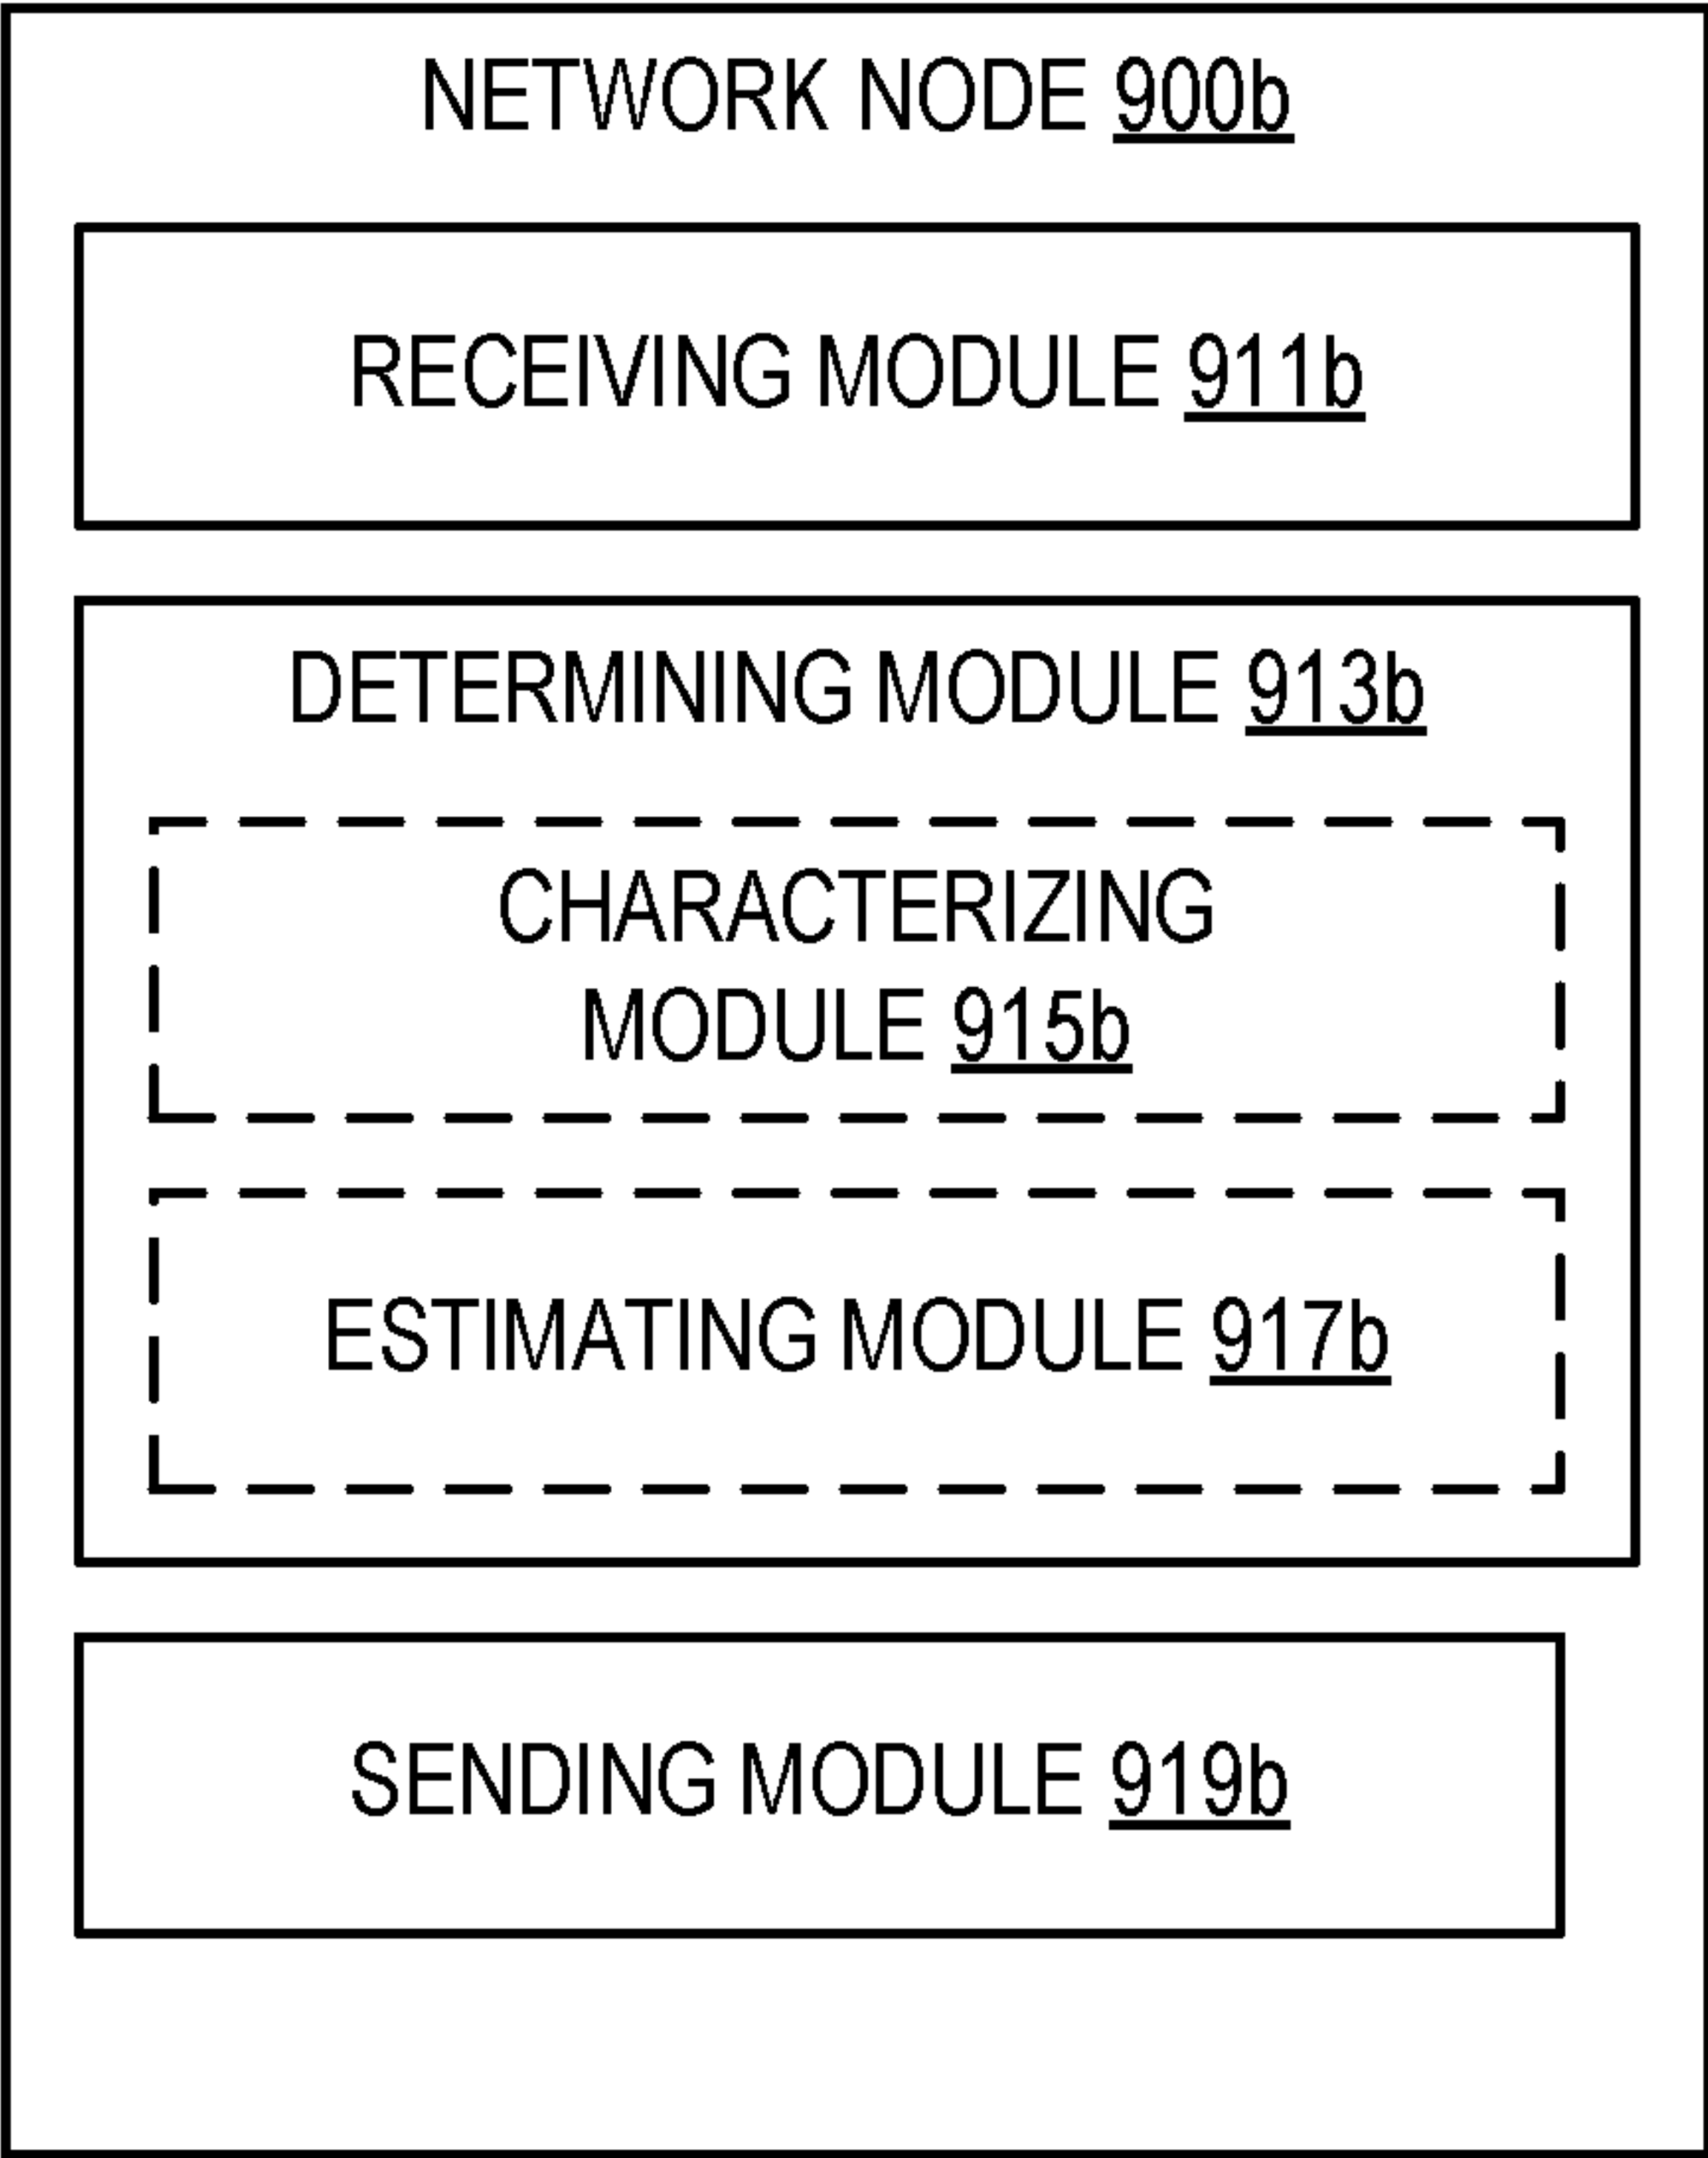 NETWORK NODE 900b
RECEIVING MODULE 911b
DETERMINING MODULE 913b
CHARACTERIZING
MODULE 915b
ESTIMATING MODULE 917b
SENDING MODULE 919b